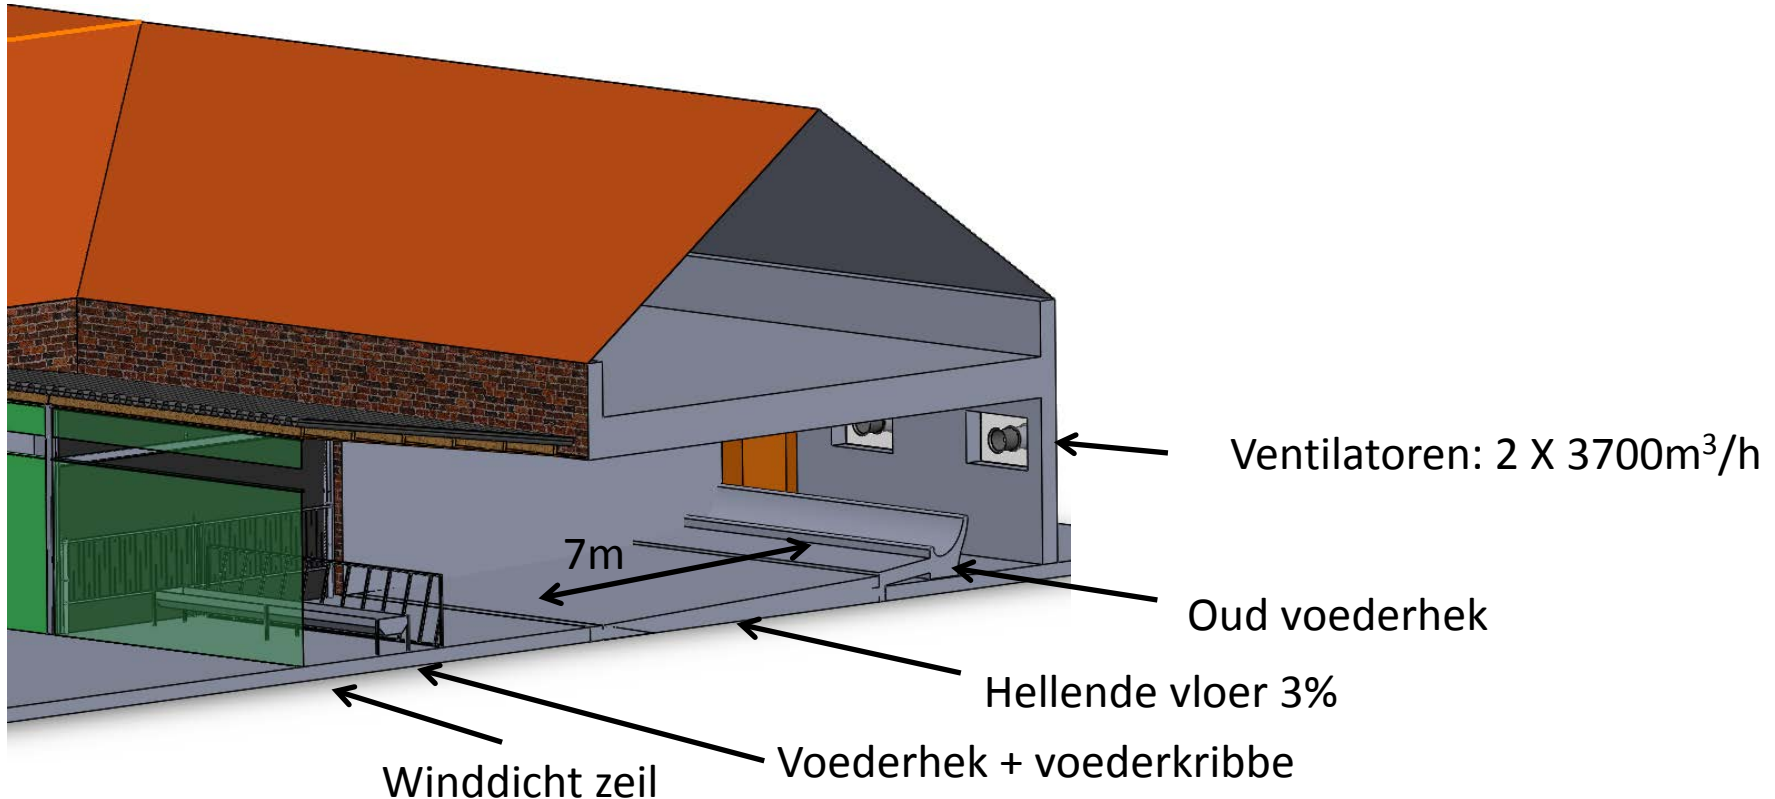 Ventilatoren: 2 X 3700m³/h
7m
Oud voederhek
Hellende vloer 3%
Voederhek + voederkribbe
Winddicht zeil